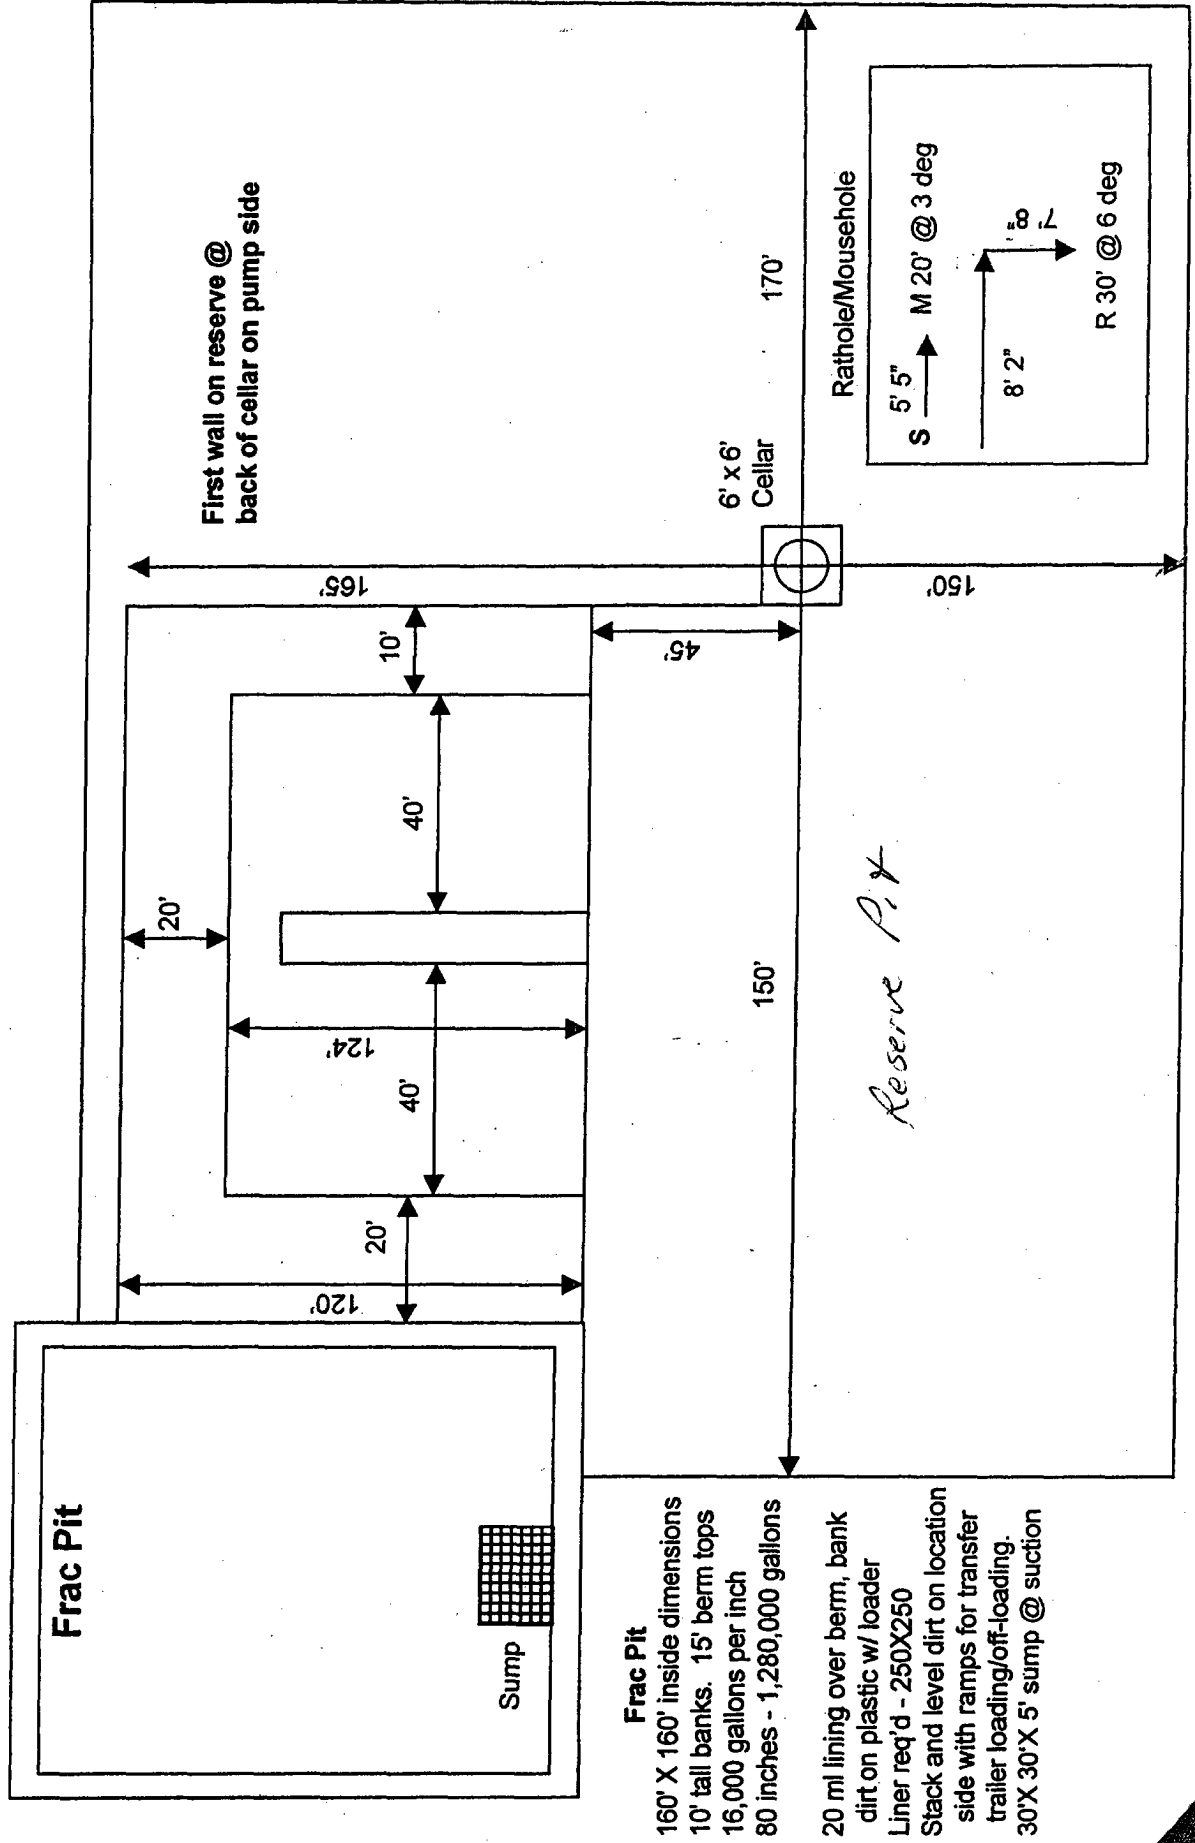 Frac Pit
Sump
First wall on reserve @
back of cellar on pump side
165'
10'
20'
40'
124'
40'
20'
120'
45'
6' x 6'
Cellar
170'
150'
150'
Reserve Pit
Rathole/Mousehole
S 5' 5" M 20' @ 3 deg
8' 2"
7' 8"
R 30' @ 6 deg
Frac Pit
160' X 160' inside dimensions
10' tall banks. 15' berm tops
16,000 gallons per inch
80 inches - 1,280,000 gallons
20 ml lining over berm, bank
dirt on plastic w/ loader
Liner req'd - 250X250
Stack and level dirt on location
side with ramps for transfer
trailer loading/off-loading.
30'X 30'X 5' sump @ suction